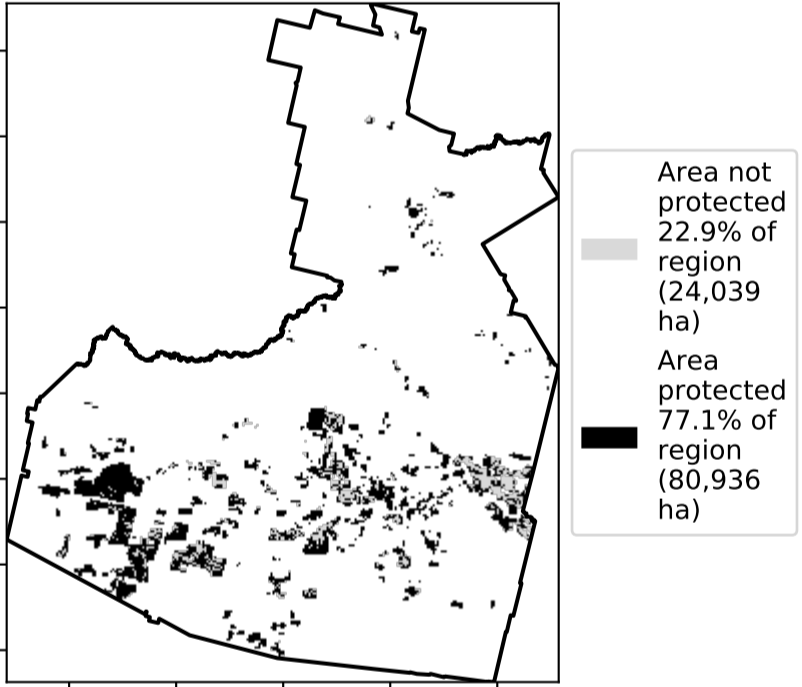 Area not
protected
22.9% of
region
(24,039
ha)
Area
protected
77.1% of
region
(80,936
ha)